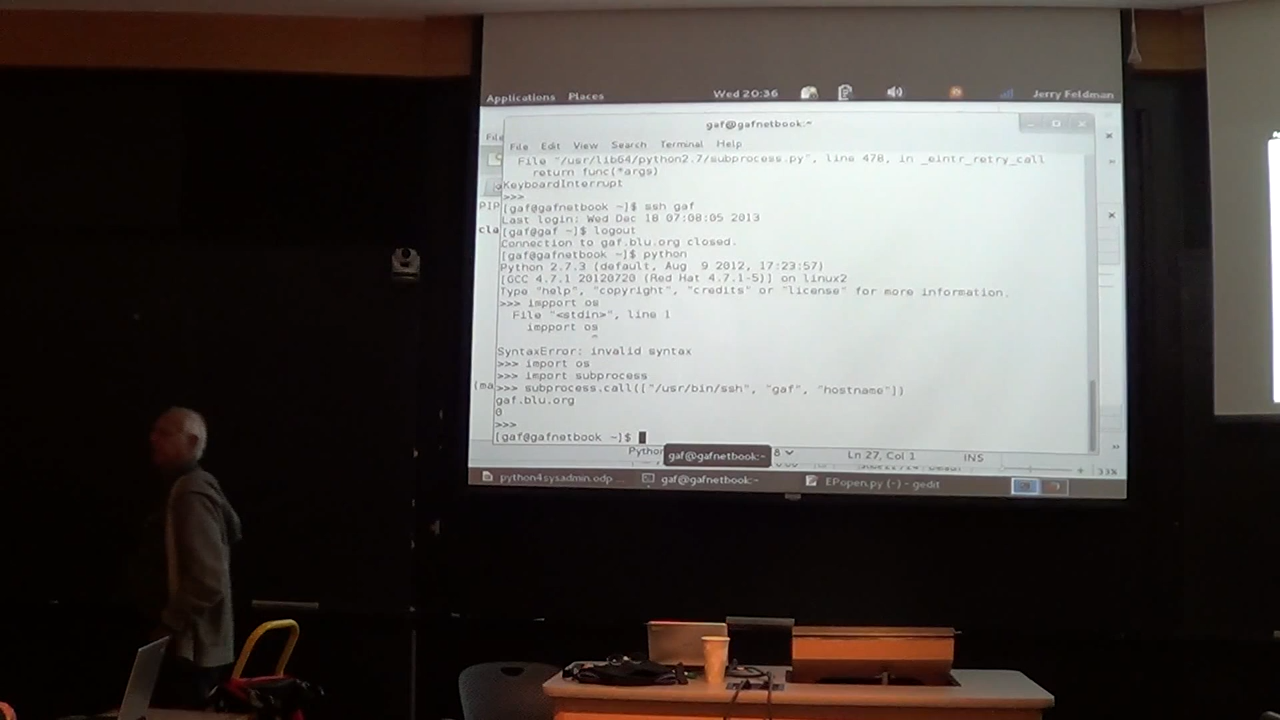 Applications Places Wed 20:36 Jerry Feldman
gaf@gafnetbook:~
File Edit View Search Terminal Help
File "/usr/lib64/python2.7/subprocess.py", line 478, in _eintr_retry_call
return func(*args)
KeyboardInterrupt
>>>
[gaf@gafnetbook ~]$ ssh gaf
Last login: Wed Dec 18 07:08:05 2013
[gaf@gaf ~]$ logout
Connection to gaf.blu.org closed.
[gaf@gafnetbook ~]$ python
Python 2.7.3 (default, Aug 9 2012, 17:23:57)
[GCC 4.7.1 20120720 (Red Hat 4.7.1-5)] on linux2
Type "help", "copyright", "credits" or "license" for more information.
>>> impport os
File "<stdin>", line 1
impport os
^
SyntaxError: invalid syntax
>>> import os
>>> import subprocess
>>> subprocess.call(["/usr/bin/ssh", "gaf", "hostname"])
gaf.blu.org
0
>>>
[gaf@gafnetbook ~]$
Pytho gaf@gafnetbook:~ 8 Ln 27, Col 1 INS
33%
python4sysadmin.odp ... gaf@gafnetbook:~ EPopen.py (~) - gedit